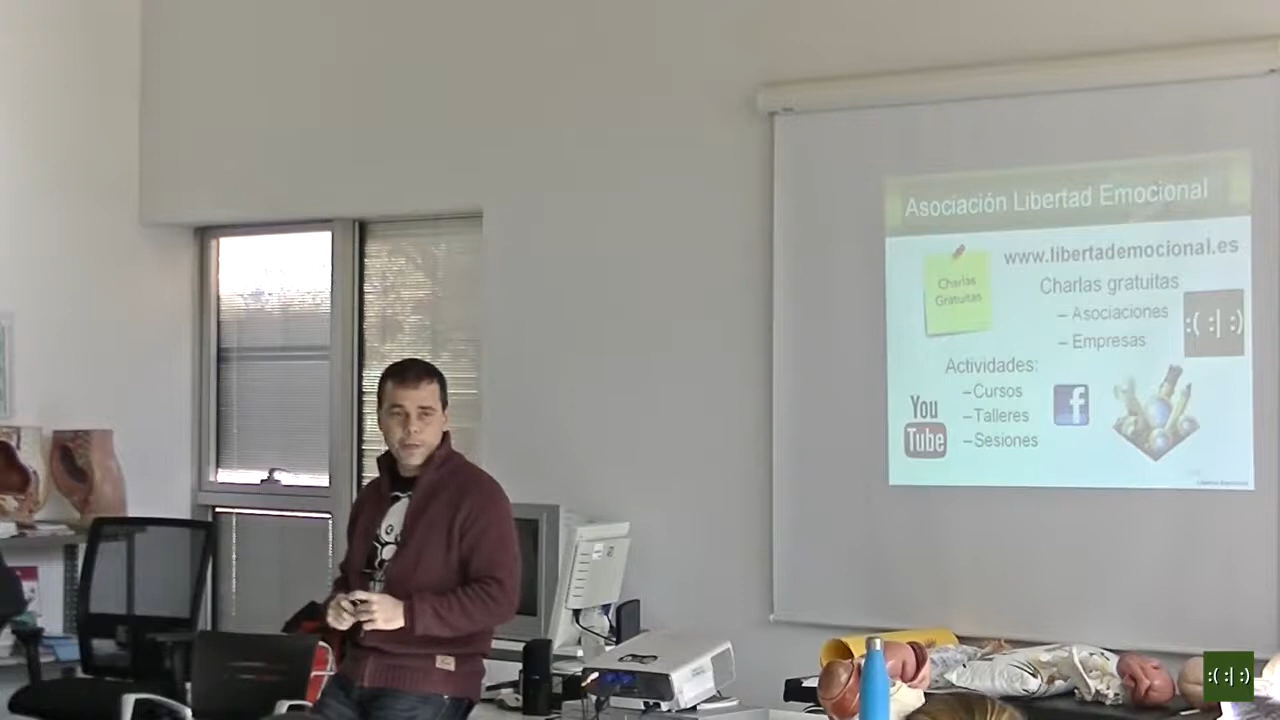 Asociación Libertad Emocional
www.libertademocional.es
Charlas
Gratuitas
Charlas gratuitas
– Asociaciones
– Empresas
:( :| :)
Actividades:
– Cursos
– Talleres
– Sesiones
You
Tube
f
:(:|:)